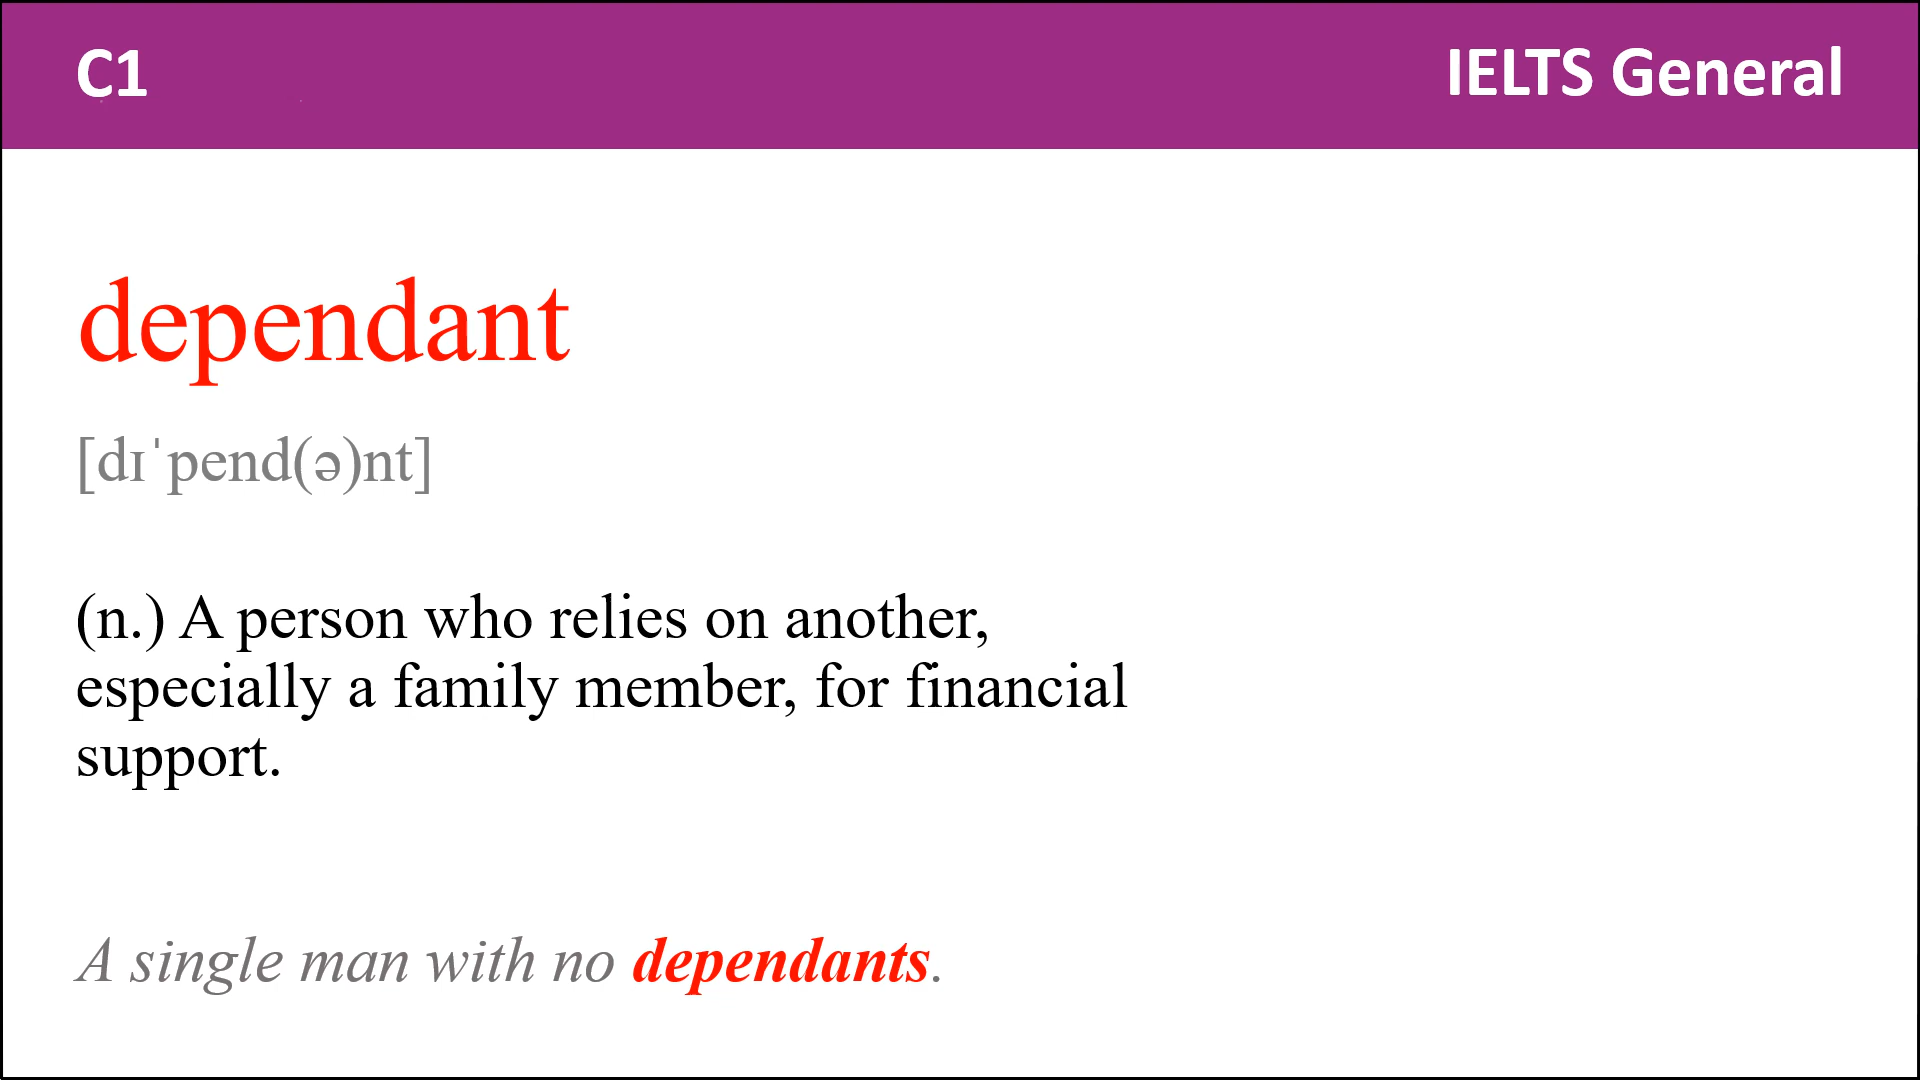 C1
IELTS General
dependant
[dɪˈpend(ə)nt]
(n.) A person who relies on another,
especially a family member, for financial
support.
A single man with no dependants.